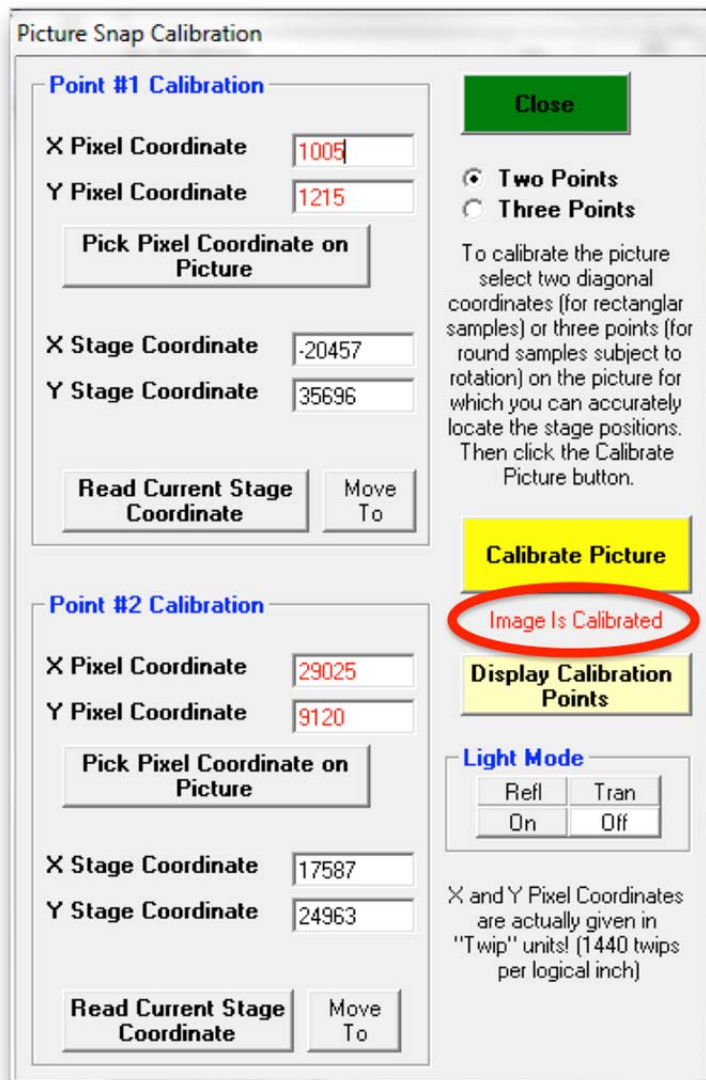 Picture Snap Calibration
Point #1 Calibration
X Pixel Coordinate
1005
Y Pixel Coordinate
1215
Pick Pixel Coordinate on
Picture
X Stage Coordinate
-20457
Y Stage Coordinate
35696
Read Current Stage
Coordinate
Move
To
Point #2 Calibration
X Pixel Coordinate
29025
Y Pixel Coordinate
9120
Pick Pixel Coordinate on
Picture
X Stage Coordinate
17587
Y Stage Coordinate
24963
Read Current Stage
Coordinate
Move
To
Close
Two Points
Three Points
To calibrate the picture
select two diagonal
coordinates (for rectanglar
samples) or three points (for
round samples subject to
rotation) on the picture for
which you can accurately
locate the stage positions.
Then click the Calibrate
Picture button.
Calibrate Picture
Image Is Calibrated
Display Calibration
Points
Light Mode
Refl Tran
On Off
X and Y Pixel Coordinates
are actually given in
"Twip" units! (1440 twips
per logical inch)